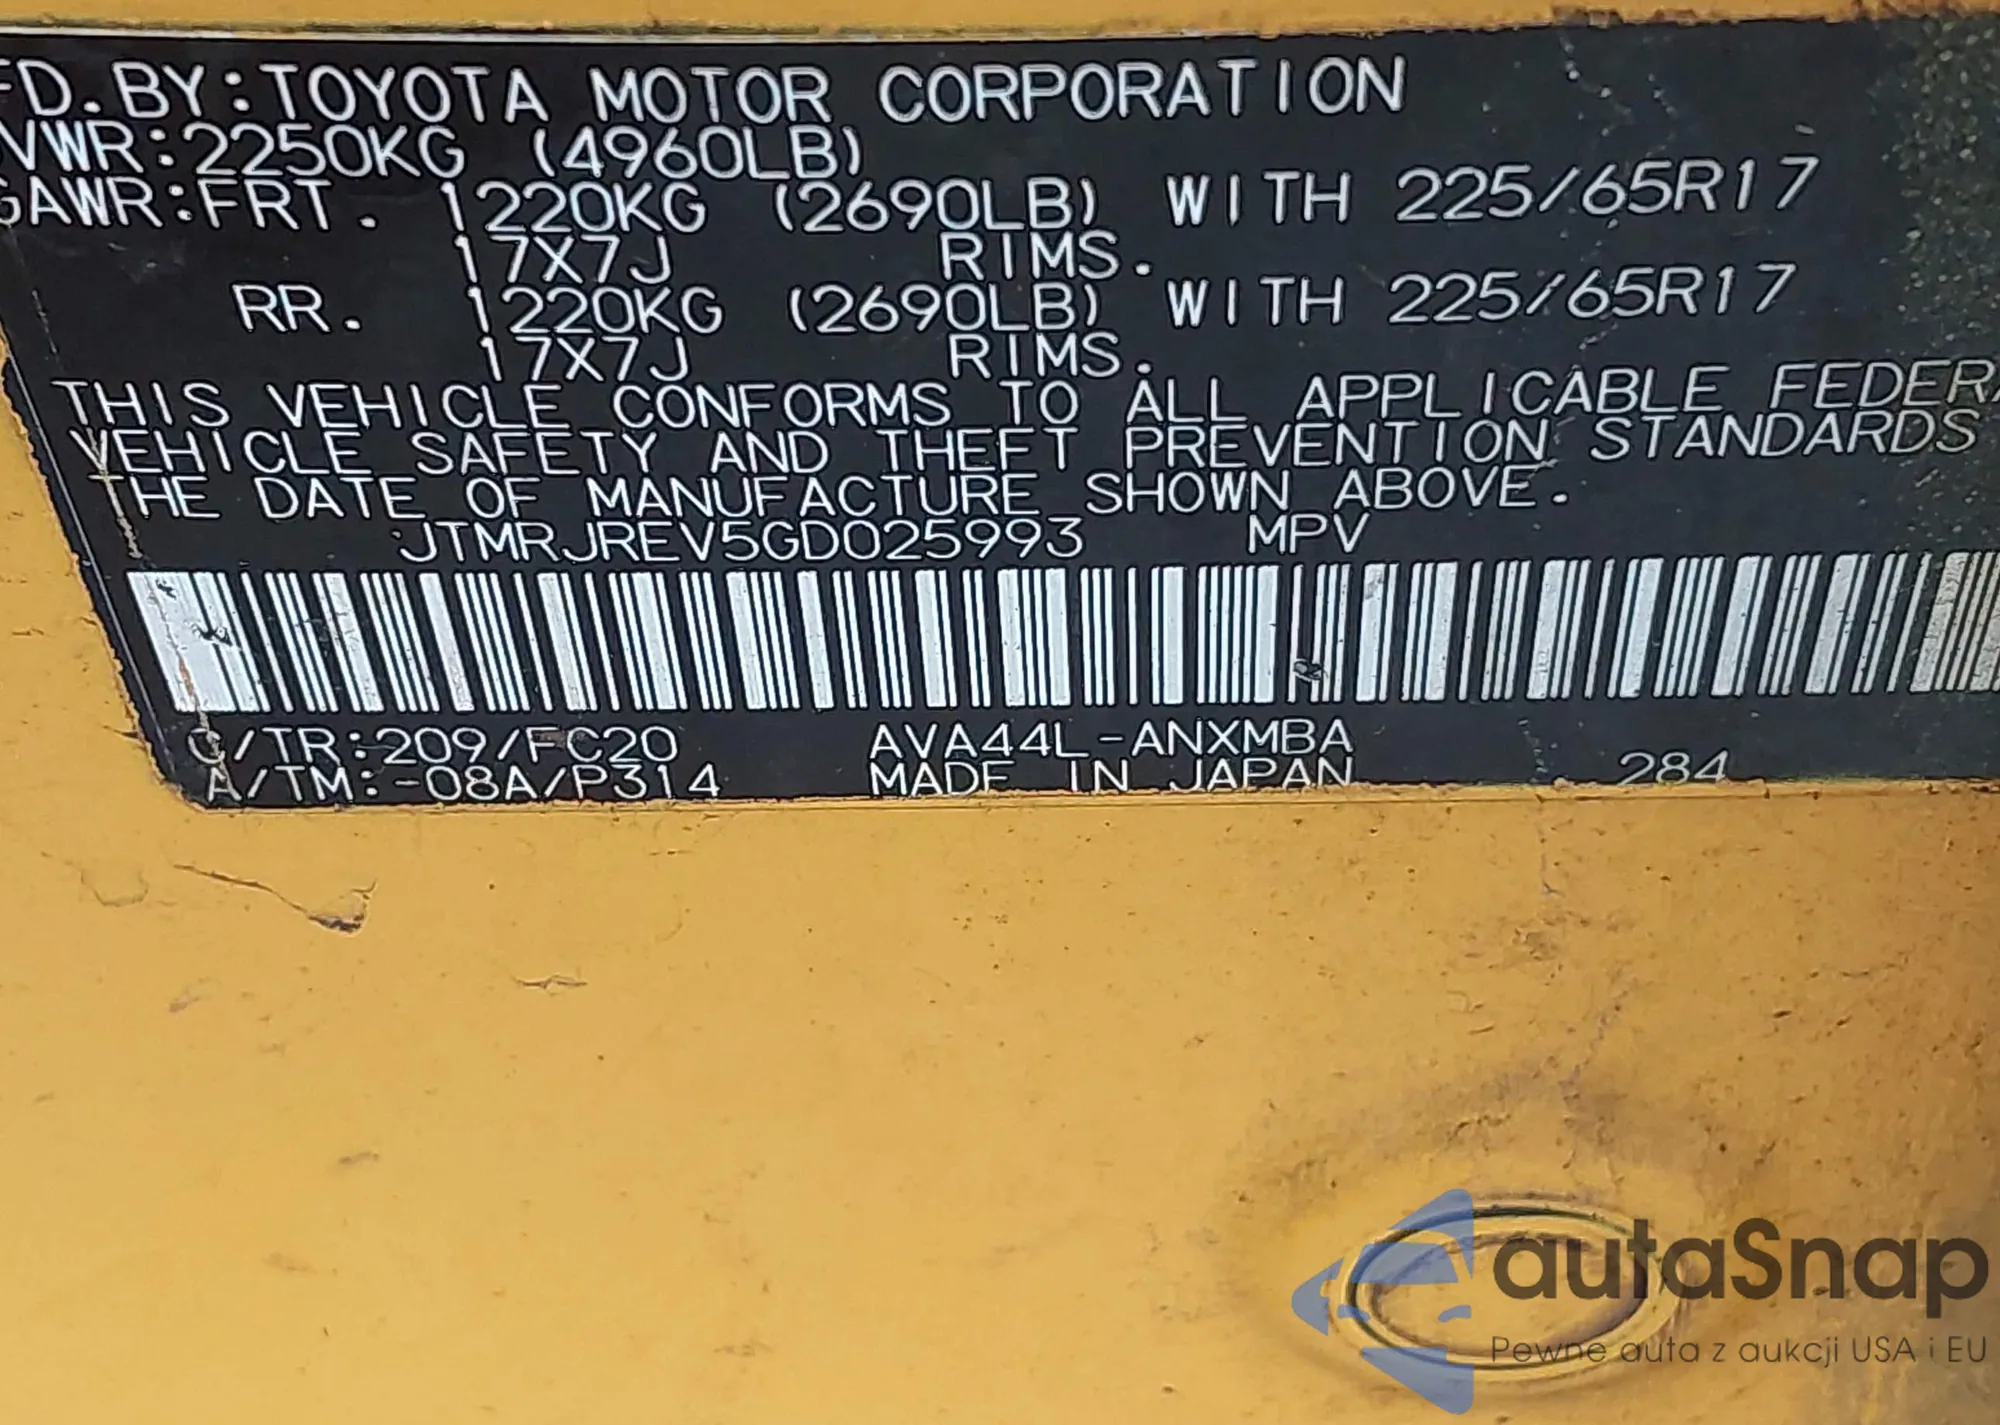 FD.BY:TOYOTA MOTOR CORPORATION
VWR:2250KG (4960LB)
GAWR:FRT. 1220KG (2690LB) WITH 225/65R17
17X7J RIMS.
RR. 1220KG (2690LB) WITH 225/65R17
17X7J RIMS.
THIS VEHICLE CONFORMS TO ALL APPLICABLE FEDERA
VEHICLE SAFETY AND THEFT PREVENTION STANDARDS
THE DATE OF MANUFACTURE SHOWN ABOVE.
JTMRJREV5GD025993 MPV
C/TR:209/FC20 AVA44L-ANXMBA
A/TM:-08A/P314 MADE IN JAPAN 284
autaSnap
Pewne auta z aukcji USA i EU